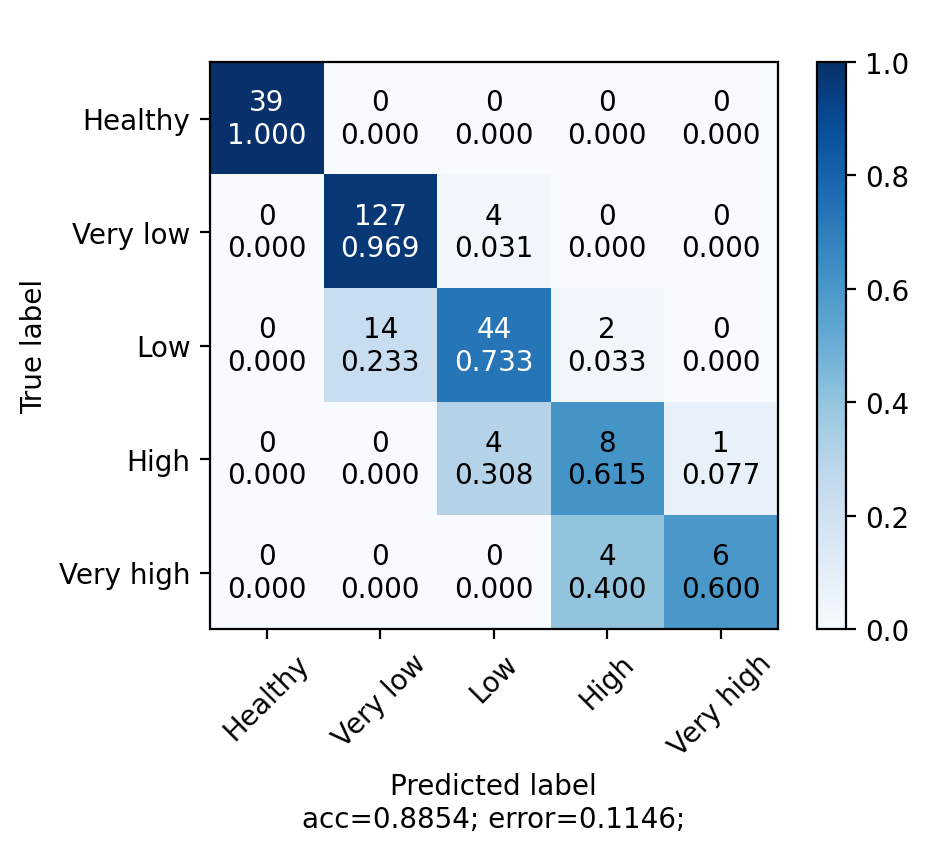 Healthy
Very low
Low
High
Very high
True label
39 0 0 0 0
1.000 0.000 0.000 0.000 0.000
0 127 4 0 0
0.000 0.969 0.031 0.000 0.000
0 14 44 2 0
0.000 0.233 0.733 0.033 0.000
0 0 4 8 1
0.000 0.000 0.308 0.615 0.077
0 0 0 4 6
0.000 0.000 0.000 0.400 0.600
1.0
0.8
0.6
0.4
0.2
0.0
Healthy
Very low
Low
High
Very high
Predicted label
acc=0.8854; error=0.1146;